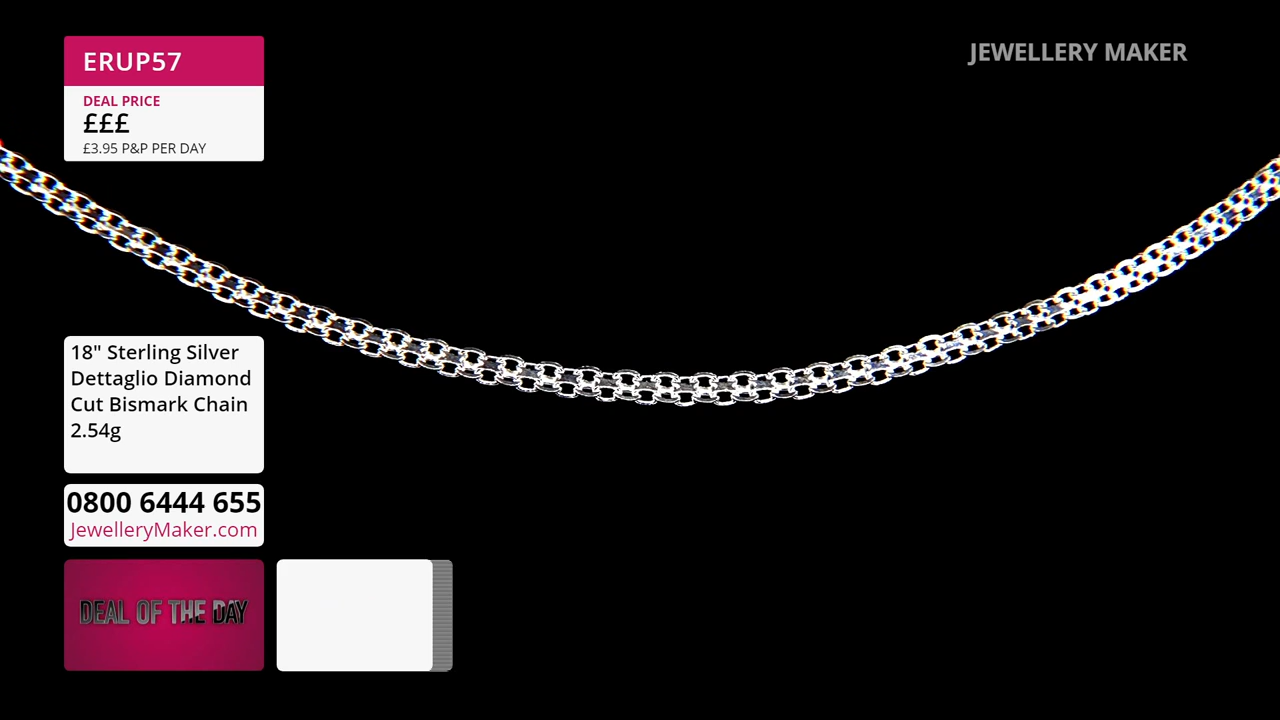 ERUP57
JEWELLERY MAKER
DEAL PRICE
£££
£3.95 P&P PER DAY
18" Sterling Silver
Dettaglio Diamond
Cut Bismark Chain
2.54g
0800 6444 655
JewelleryMaker.com
DEAL OF THE DAY